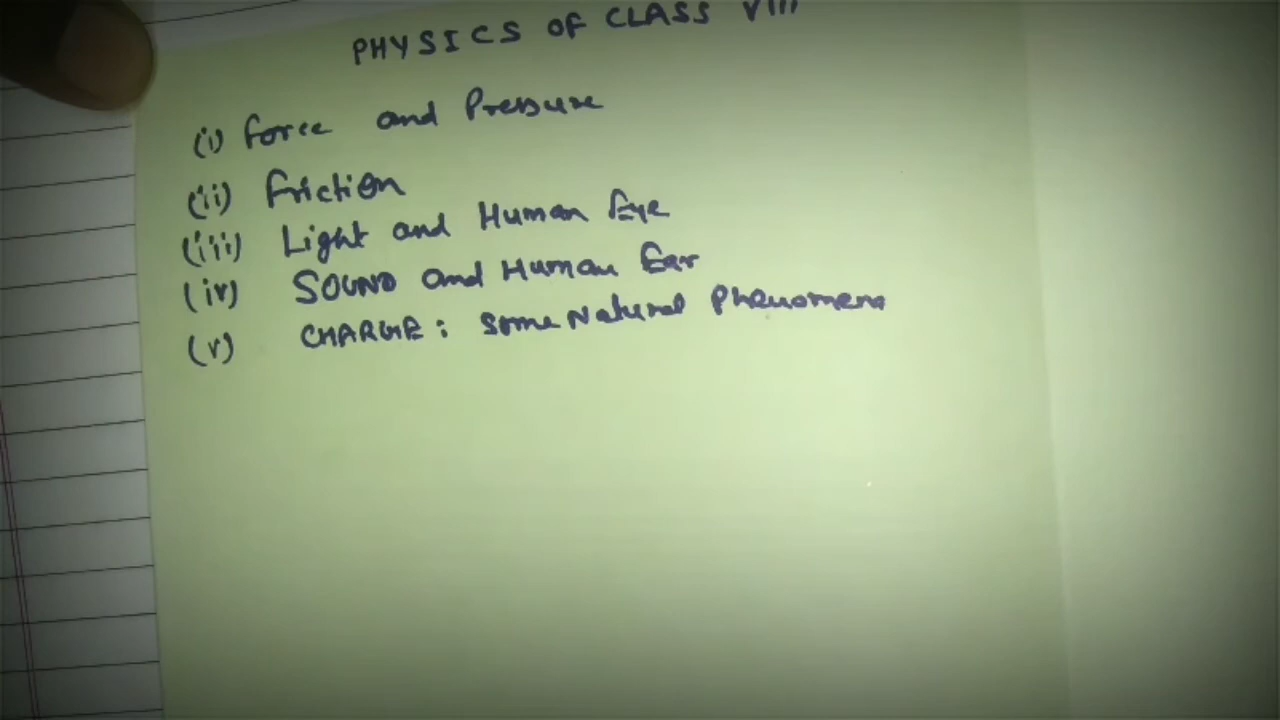 PHYSICS OF CLASS VIII
(i) Force and Pressure
(ii) Friction
(iii) Light and Human Eye
(iv) SOUND and Human Ear
(v) CHARGE: Some Natural Phenomena